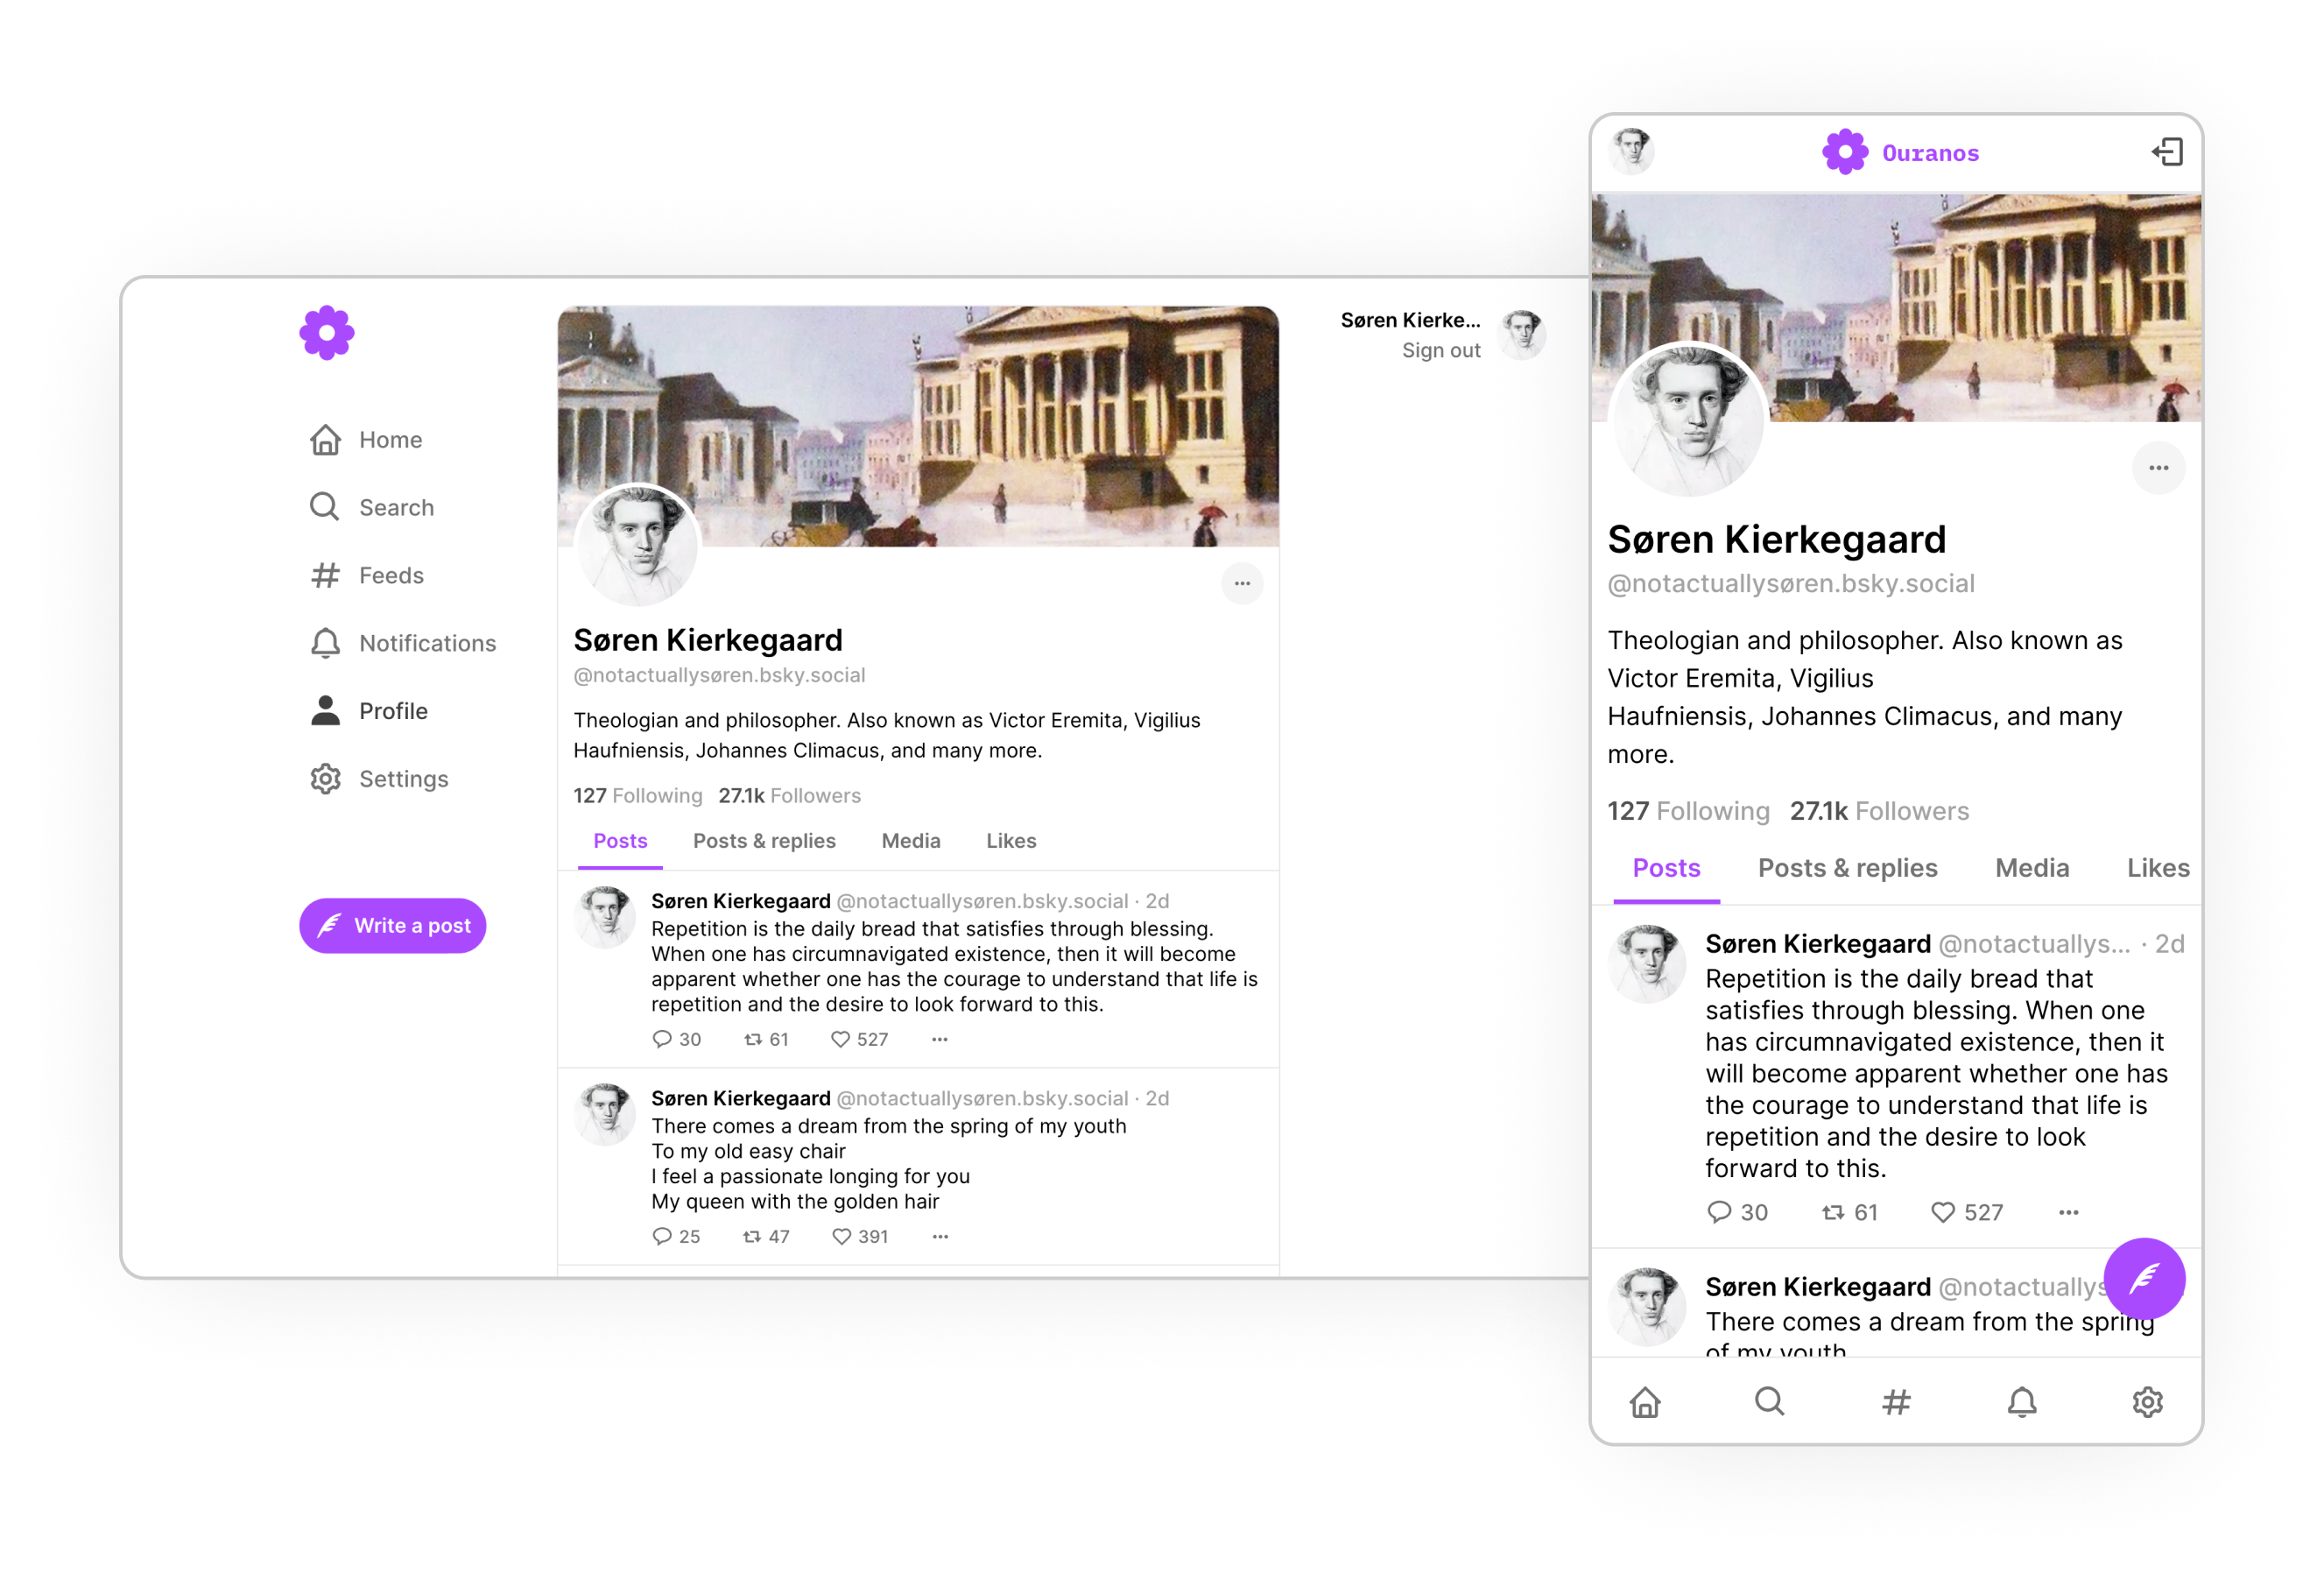 Home
Search
Feeds
Notifications
Profile
Settings
Write a post
Søren Kierkegaard
@notactuallysøren.bsky.social
Theologian and philosopher. Also known as Victor Eremita, Vigilius
Haufniensis, Johannes Climacus, and many more.
127 Following 27.1k Followers
Posts Posts & replies Media Likes
Søren Kierkegaard @notactuallysøren.bsky.social · 2d
Repetition is the daily bread that satisfies through blessing.
When one has circumnavigated existence, then it will become
apparent whether one has the courage to understand that life is
repetition and the desire to look forward to this.
30 61 527
Søren Kierkegaard @notactuallysøren.bsky.social · 2d
There comes a dream from the spring of my youth
To my old easy chair
I feel a passionate longing for you
My queen with the golden hair
25 47 391
Søren Kierke...
Sign out
Ouranos
Søren Kierkegaard
@notactuallysøren.bsky.social
Theologian and philosopher. Also known as
Victor Eremita, Vigilius
Haufniensis, Johannes Climacus, and many
more.
127 Following 27.1k Followers
Posts Posts & replies Media Likes
Søren Kierkegaard @notactuallys... · 2d
Repetition is the daily bread that
satisfies through blessing. When one
has circumnavigated existence, then it
will become apparent whether one has
the courage to understand that life is
repetition and the desire to look
forward to this.
30 61 527
Søren Kierkegaard @notactuallys
There comes a dream from the spring
of my youth